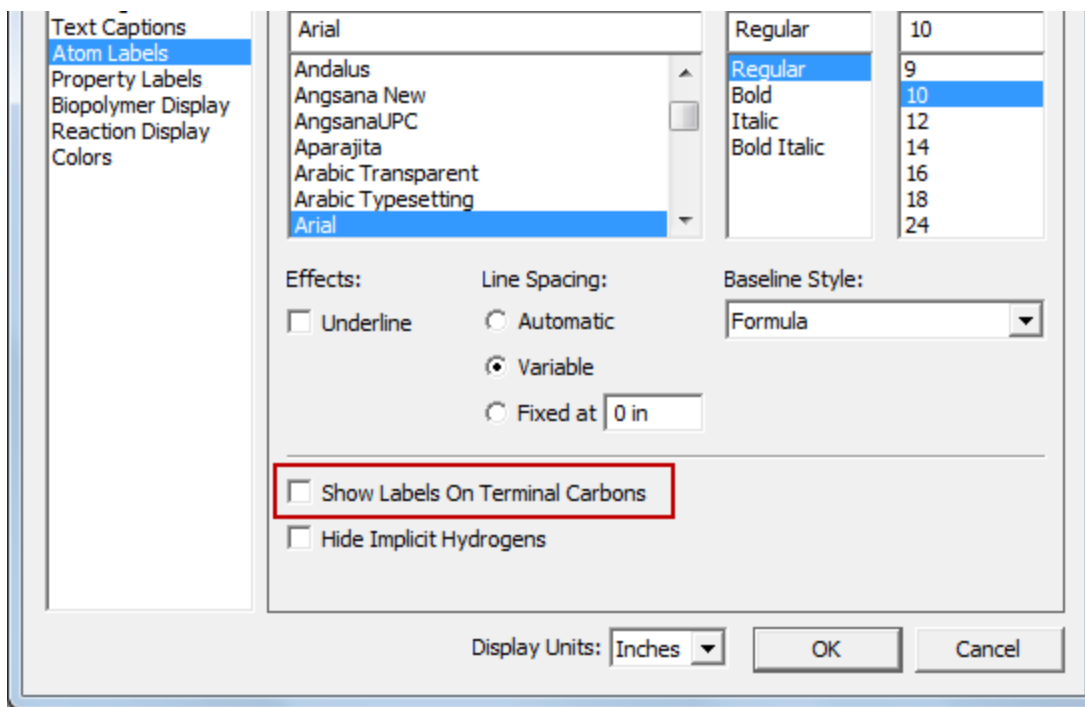 Text Captions
Atom Labels
Property Labels
Biopolymer Display
Reaction Display
Colors
Arial
Regular
10
Andalus
Angsana New
AngsanaUPC
Aparajita
Arabic Transparent
Arabic Typesetting
Arial
Regular
Bold
Italic
Bold Italic
9
10
12
14
16
18
24
Effects:
Underline
Line Spacing:
Automatic
Variable
Fixed at 0 in
Baseline Style:
Formula
Show Labels On Terminal Carbons
Hide Implicit Hydrogens
Display Units: Inches
OK
Cancel